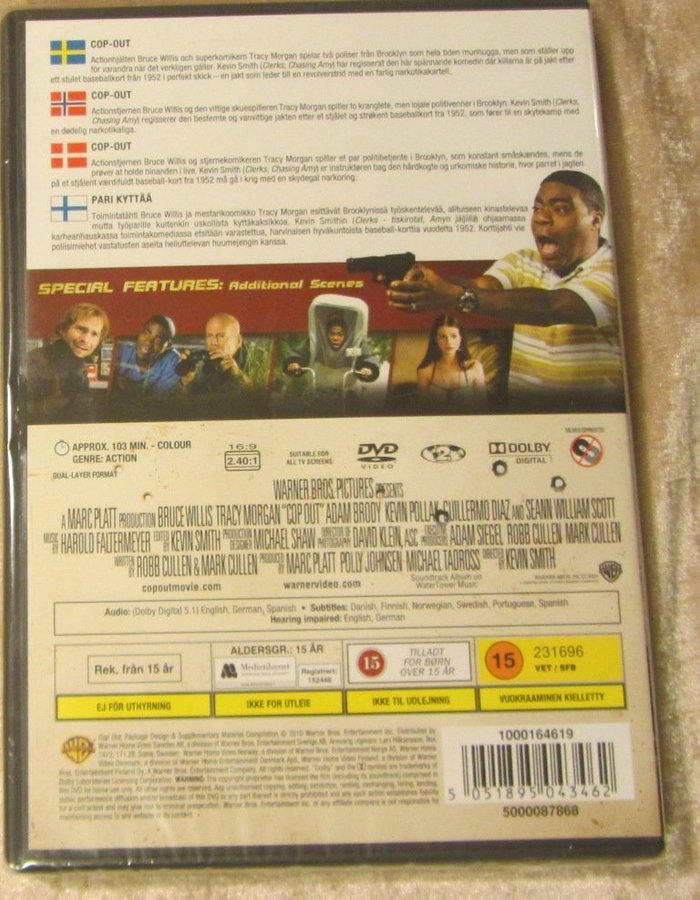 COP-OUT
Actionhjälten Bruce Willis och superkomikern Tracy Morgan spelar två poliser från Brooklyn som hela tiden munhuggs, men som ställer upp
för varandra när det verkligen gäller. Kevin Smith (Clerks, Chasing Amy) har regisserat den här spännande komedin där killarna är på jakt efter
ett stulet baseballkort från 1952 i perfekt skick – en jakt som leder till en revolverstrid med en farlig narkotikakartell.
COP-OUT
Actionstjernen Bruce Willis og den vittige skuespilleren Tracy Morgan spiller to kranglete, men lojale politivenner i Brooklyn. Kevin Smith (Clerks,
Chasing Amy) regisserer den bestemte og vanvittige jakten etter et stjålet og strøkent baseballkort fra 1952, som fører til en skytekamp med
en dødelig narkotikaliga.
COP-OUT
Actionstjernen Bruce Willis og stjernekomikeren Tracy Morgan spiller et par politibetjente i Brooklyn, som konstant småskændes, mens de
prøver at holde hinanden i live. Kevin Smith (Clerks, Chasing Amy) er instruktøren bag den hårdkogte og urkomiske historie, hvor parret i jagten
på et stjålent værdifuldt baseball-kort fra 1952 må gå i krig med en skydegal narkoring.
PARI KYTTÄÄ
Toimintatähti Bruce Willis ja mestarikoomikko Tracy Morgan esittävät Brooklynissä työskentelevää, alituiseen kinastelevaa
mutta työparille kuitenkin uskollista kyttäkaksikkoa. Kevin Smithin (Clerks - tiskirotat, Amyn jäljillä) ohjaamassa
karheanhauskassa toimintakomediassa etsitään varastettua, harvinaisen hyväkuntoista baseball-korttia vuodelta 1952. Korttijahti vie
poliisimiehet vastatusten aseita heiluttelevan huumejengin kanssa.
SPECIAL FEATURES: Additional Scenes
APPROX. 103 MIN. - COLOUR
GENRE: ACTION
DUAL-LAYER FORMAT
16:9
2.40:1
SUITABLE FOR
ALL TV SCREENS
DVD
VIDEO
2
DOLBY
DIGITAL
WARNER BROS. PICTURES PRESENTS
A MARC PLATT PRODUCTION BRUCE WILLIS TRACY MORGAN "COP OUT" ADAM BRODY KEVIN POLLAK GUILLERMO DIAZ AND SEANN WILLIAM SCOTT
MUSIC BY HAROLD FALTERMEYER EDITED BY KEVIN SMITH PRODUCTION DESIGNER MICHAEL SHAW DIRECTOR OF PHOTOGRAPHY DAVID KLEIN, ASC EXECUTIVE PRODUCERS ADAM SIEGEL ROBB CULLEN MARK CULLEN
WRITTEN BY ROBB CULLEN & MARK CULLEN PRODUCED BY MARC PLATT POLLY JOHNSEN MICHAEL TADROSS DIRECTED BY KEVIN SMITH
copoutmovie.com
warnervideo.com
Soundtrack Album on
WaterTower Music
Audio: (Dolby Digital 5.1) English, German, Spanish • Subtitles: Danish, Finnish, Norwegian, Swedish, Portuguese, Spanish
Hearing impaired: English, German
Rek. från 15 år
ALDERSGR.: 15 ÅR
Medietilsynet
Registrert:
152448
15
TILLADT
FOR BØRN
OVER 15 ÅR
15
231696
VET / SFB
EJ FÖR UTHYRNING
IKKE FOR UTLEIE
IKKE TIL UDLEJNING
VUOKRAAMINEN KIELLETTY
1000164619
5 051895 043462
5000087868